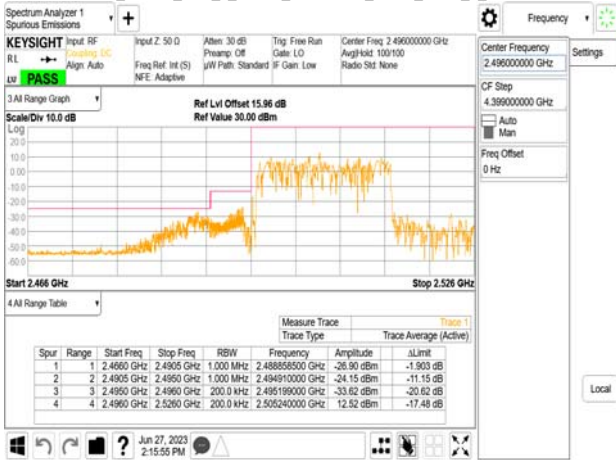 Spectrum Analyzer 1
Spurious Emissions
Frequency
KEYSIGHT
RL
PASS
Input: RF
Coupling: DC
Align: Auto
Input Z: 50 Ω
Freq Ref: Int (S)
NFE: Adaptive
Atten: 30 dB
Preamp: Off
µW Path: Standard
Trig: Free Run
Gate: LO
IF Gain: Low
Center Freq: 2.496000000 GHz
Avg|Hold: 100/100
Radio Std: None
Center Frequency
2.496000000 GHz
Settings
CF Step
4.399000000 GHz
Auto
Man
Freq Offset
0 Hz
Local
3 All Range Graph
Scale/Div 10.0 dB
Ref Lvl Offset 15.96 dB
Ref Value 30.00 dBm
Log
20.0
10.0
0.00
-10.0
-20.0
-30.0
-40.0
-50.0
-60.0
Start 2.466 GHz
Stop 2.526 GHz
4 All Range Table
Measure Trace Trace 1
Trace Type Trace Average (Active)
Spur Range Start Freq Stop Freq RBW Frequency Amplitude ΔLimit
1 1 2.4660 GHz 2.4905 GHz 1.000 MHz 2.488858500 GHz -26.90 dBm -1.903 dB
2 2 2.4905 GHz 2.4950 GHz 1.000 MHz 2.494910000 GHz -24.15 dBm -11.15 dB
3 3 2.4950 GHz 2.4960 GHz 200.0 kHz 2.495199000 GHz -33.62 dBm -20.62 dB
4 4 2.4960 GHz 2.5260 GHz 200.0 kHz 2.505240000 GHz 12.52 dBm -17.48 dB
Jun 27, 2023
2:15:55 PM